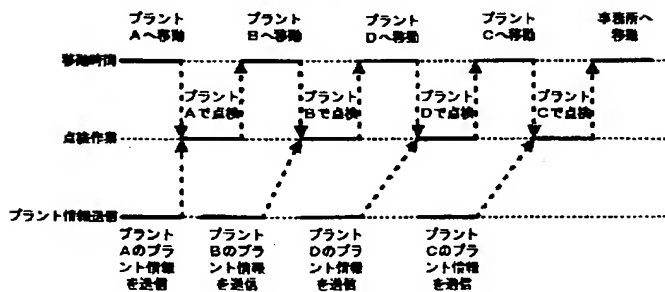 プラント
Aへ移動
プラント
Bへ移動
プラント
Dへ移動
プラント
Cへ移動
事務所へ
移動
移動時間
プラント
Aで点検
プラント
Bで点検
プラント
Dで点検
プラント
Cで点検
点検作業
プラント情報送信
プラント
Aのプラ
ント情報
を送信
プラント
Bのプラ
ント情報
を送信
プラント
Dのプラ
ント情報
を送信
プラント
Cのプラ
ント情報
を送信